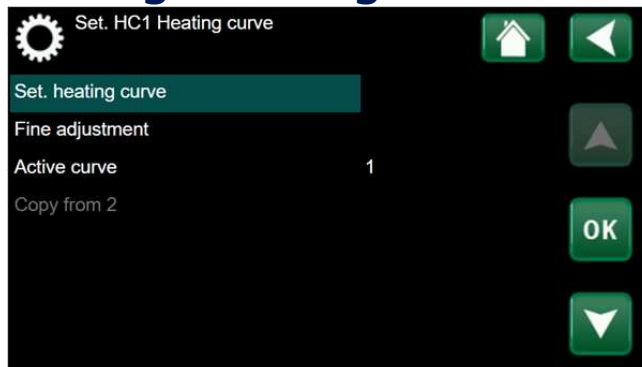 Set. HC1 Heating curve
Set. heating curve
Fine adjustment
Active curve 1
Copy from 2
OK